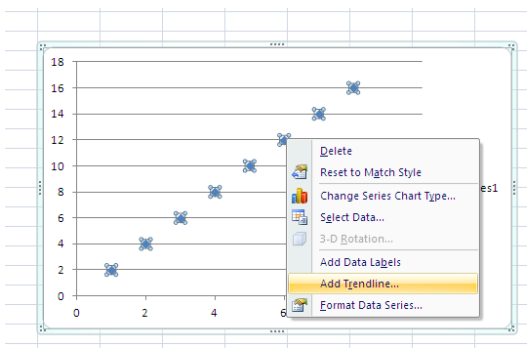 18
16
14
12
10
8
6
4
2
0
0
2
4
6
Delete
Reset to Match Style
Change Series Chart Type...
Select Data...
3-D Rotation...
Add Data Labels
Add Trendline...
Format Data Series...
es1